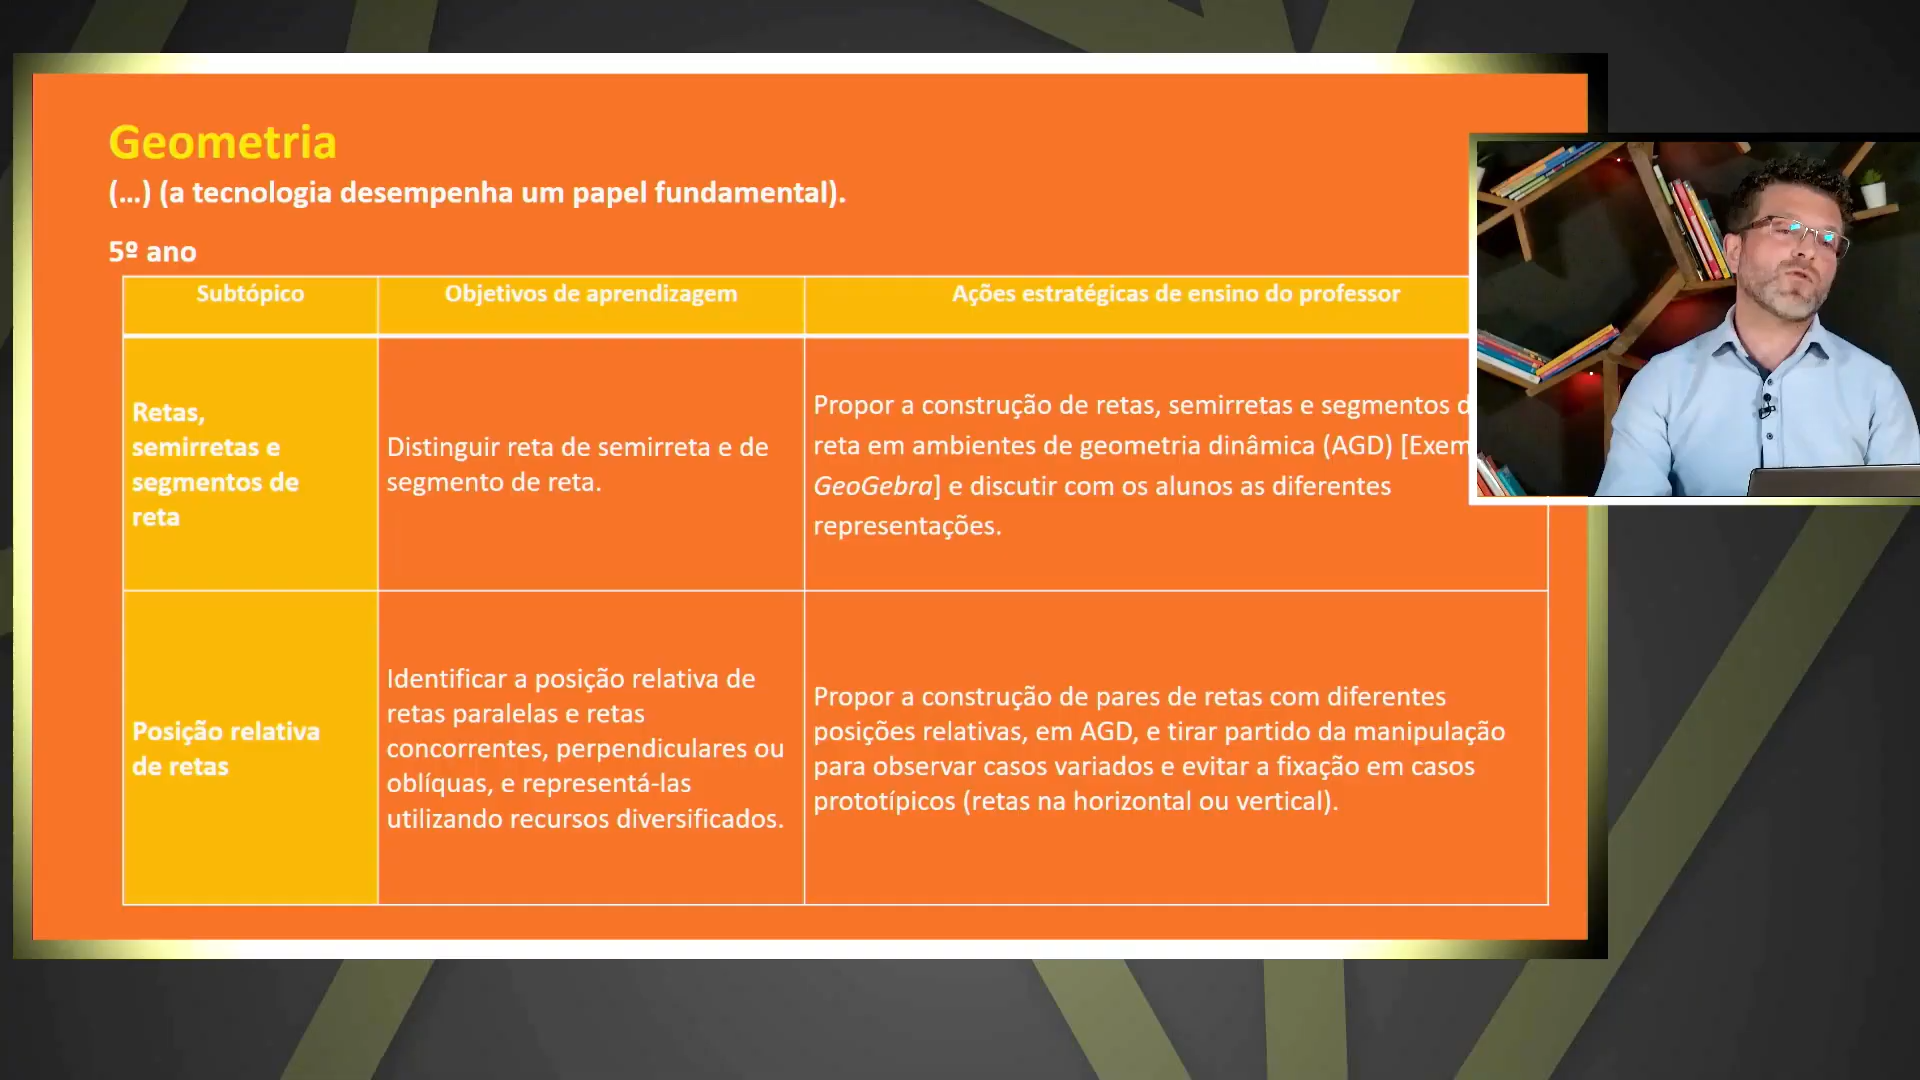 Geometria
(...) (a tecnologia desempenha um papel fundamental).
5º ano
Subtópico
Objetivos de aprendizagem
Ações estratégicas de ensino do professor
Retas,
semirretas e
segmentos de
reta
Distinguir reta de semirreta e de
segmento de reta.
Propor a construção de retas, semirretas e segmentos
reta em ambientes de geometria dinâmica (AGD)
GeoGebra] e discutir com os alunos as diferentes
representações.
Posição relativa
de retas
Identificar a posição relativa de
retas paralelas e retas
concorrentes, perpendiculares ou
oblíquas, e representá-las
utilizando recursos diversificados.
Propor a construção de pares de retas com diferentes
posições relativas, em AGD, e tirar partido da manipulação
para observar casos variados e evitar a fixação em casos
prototípicos (retas na horizontal ou vertical).